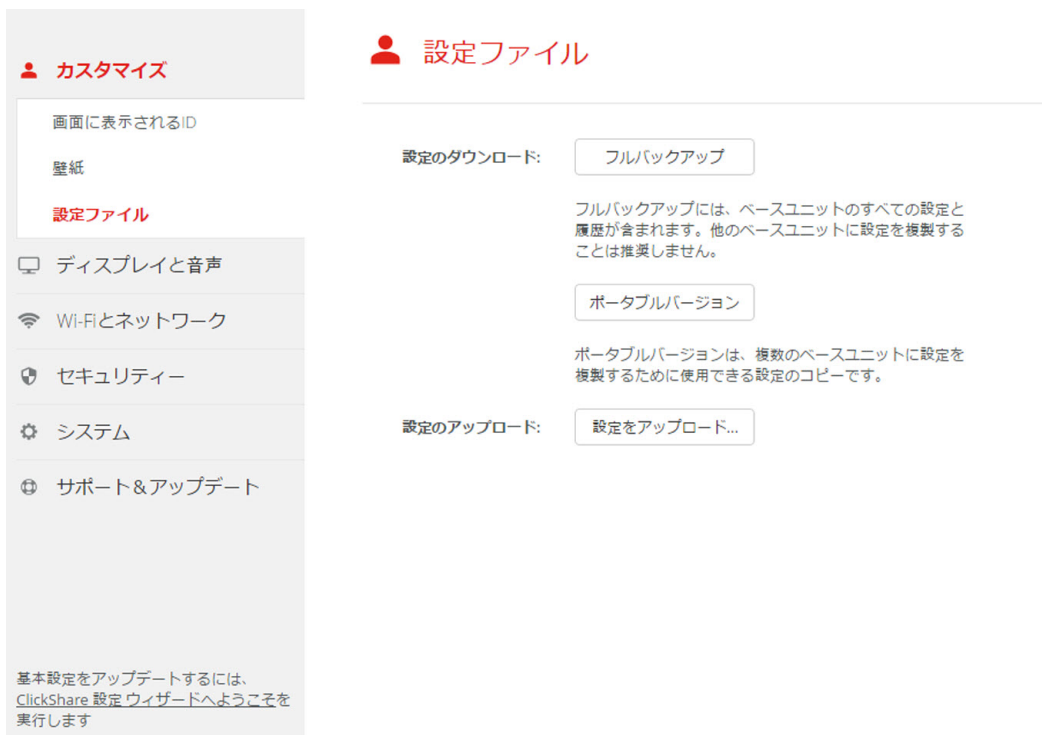 カスタマイズ
画面に表示されるID
壁紙
設定ファイル
ディスプレイと音声
Wi-Fiとネットワーク
セキュリティー
システム
サポート＆アップデート
基本設定をアップデートするには、
ClickShare 設定 ウィザードへようこそを
実行します
設定ファイル
設定のダウンロード:
フルバックアップ
フルバックアップには、ベースユニットのすべての設定と
履歴が含まれます。他のベースユニットに設定を複製する
ことは推奨しません。
ポータブルバージョン
ポータブルバージョンは、複数のベースユニットに設定を
複製するために使用できる設定のコピーです。
設定のアップロード:
設定をアップロード...